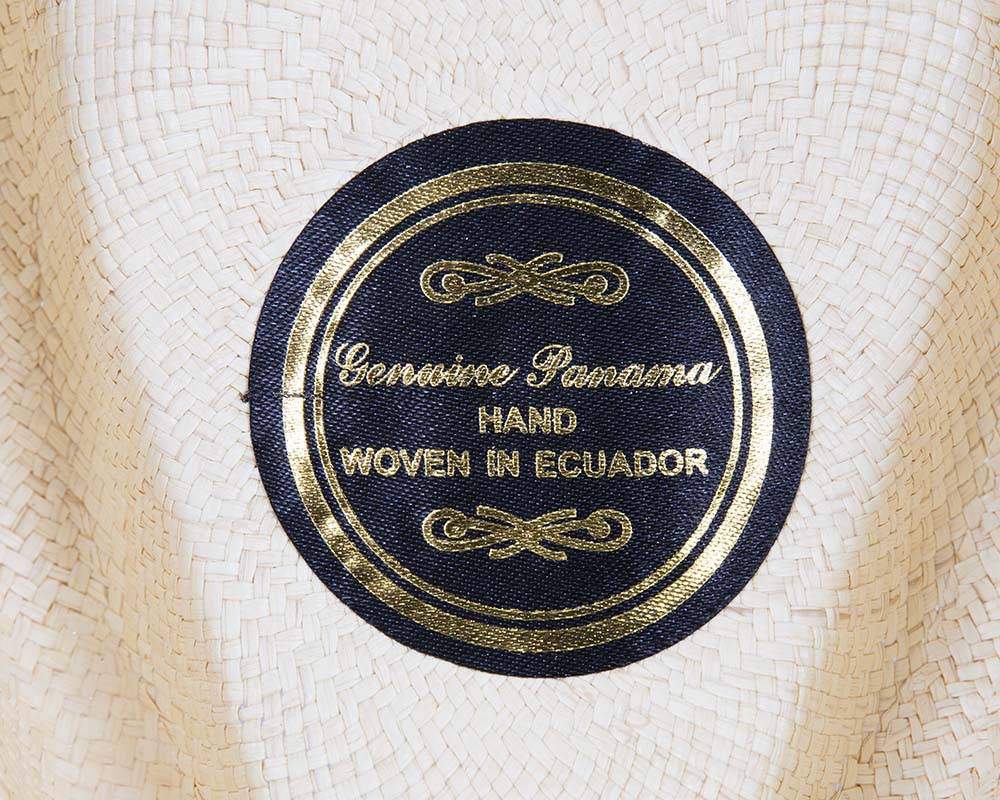 Genuine Panama
HAND
WOVEN IN ECUADOR